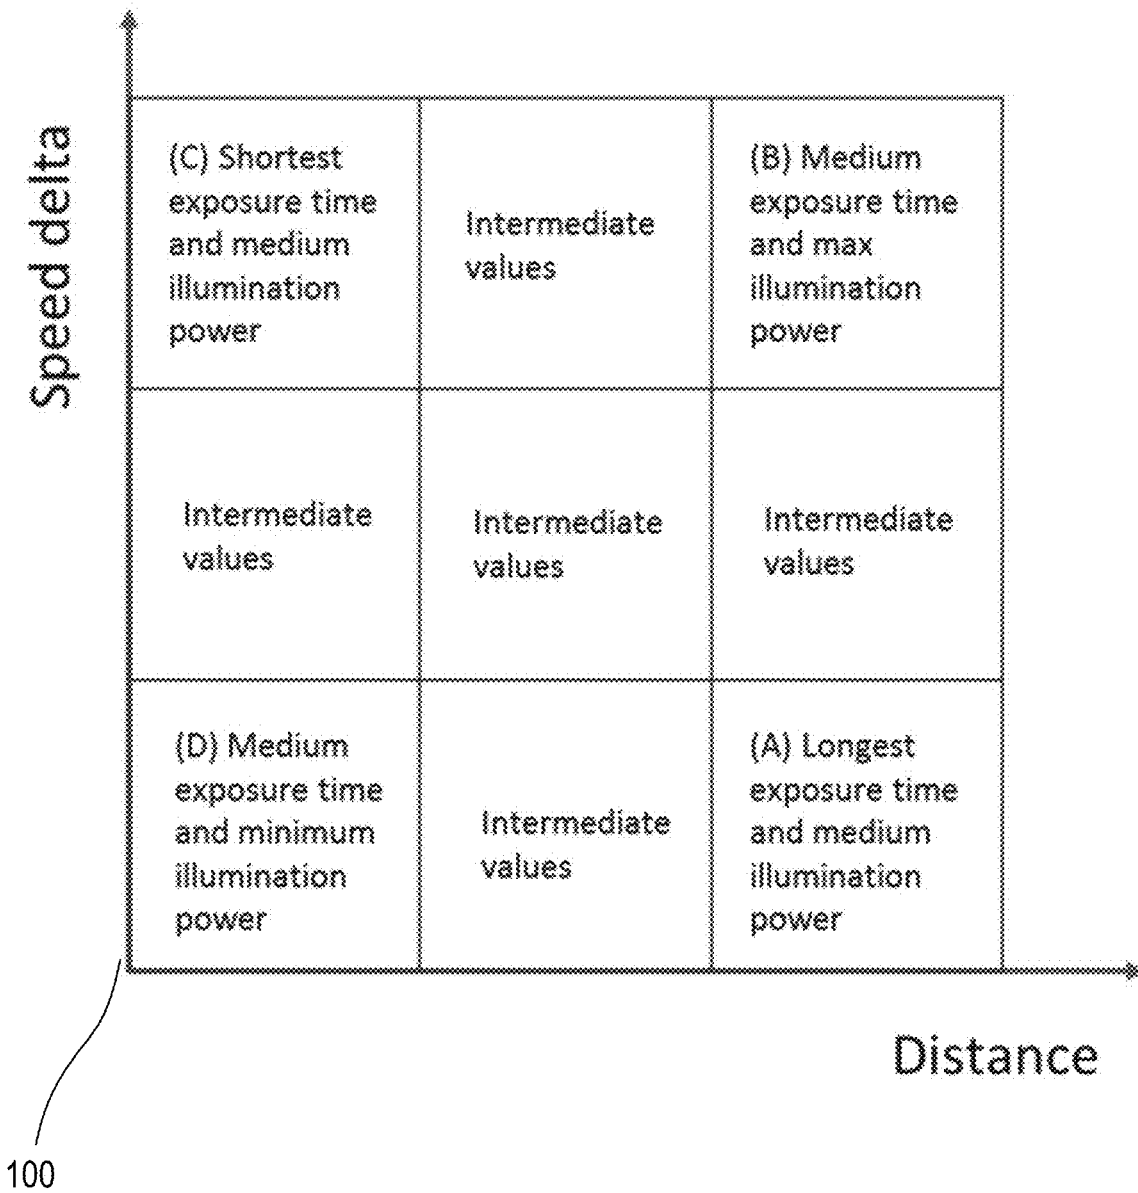 Speed delta
(C) Shortest
exposure time
and medium
illumination
power
Intermediate
values
(B) Medium
exposure time
and max
illumination
power
Intermediate
values
Intermediate
values
Intermediate
values
(D) Medium
exposure time
and minimum
illumination
power
Intermediate
values
(A) Longest
exposure time
and medium
illumination
power
Distance
100